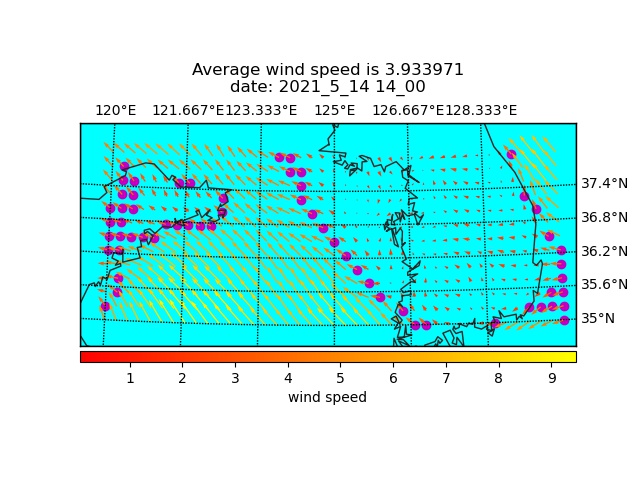 Average wind speed is 3.933971
date: 2021_5_14 14_00
120°E 121.667°E 123.333°E 125°E 126.667°E 128.333°E
37.4°N
36.8°N
36.2°N
35.6°N
35°N
1 2 3 4 5 6 7 8 9
wind speed